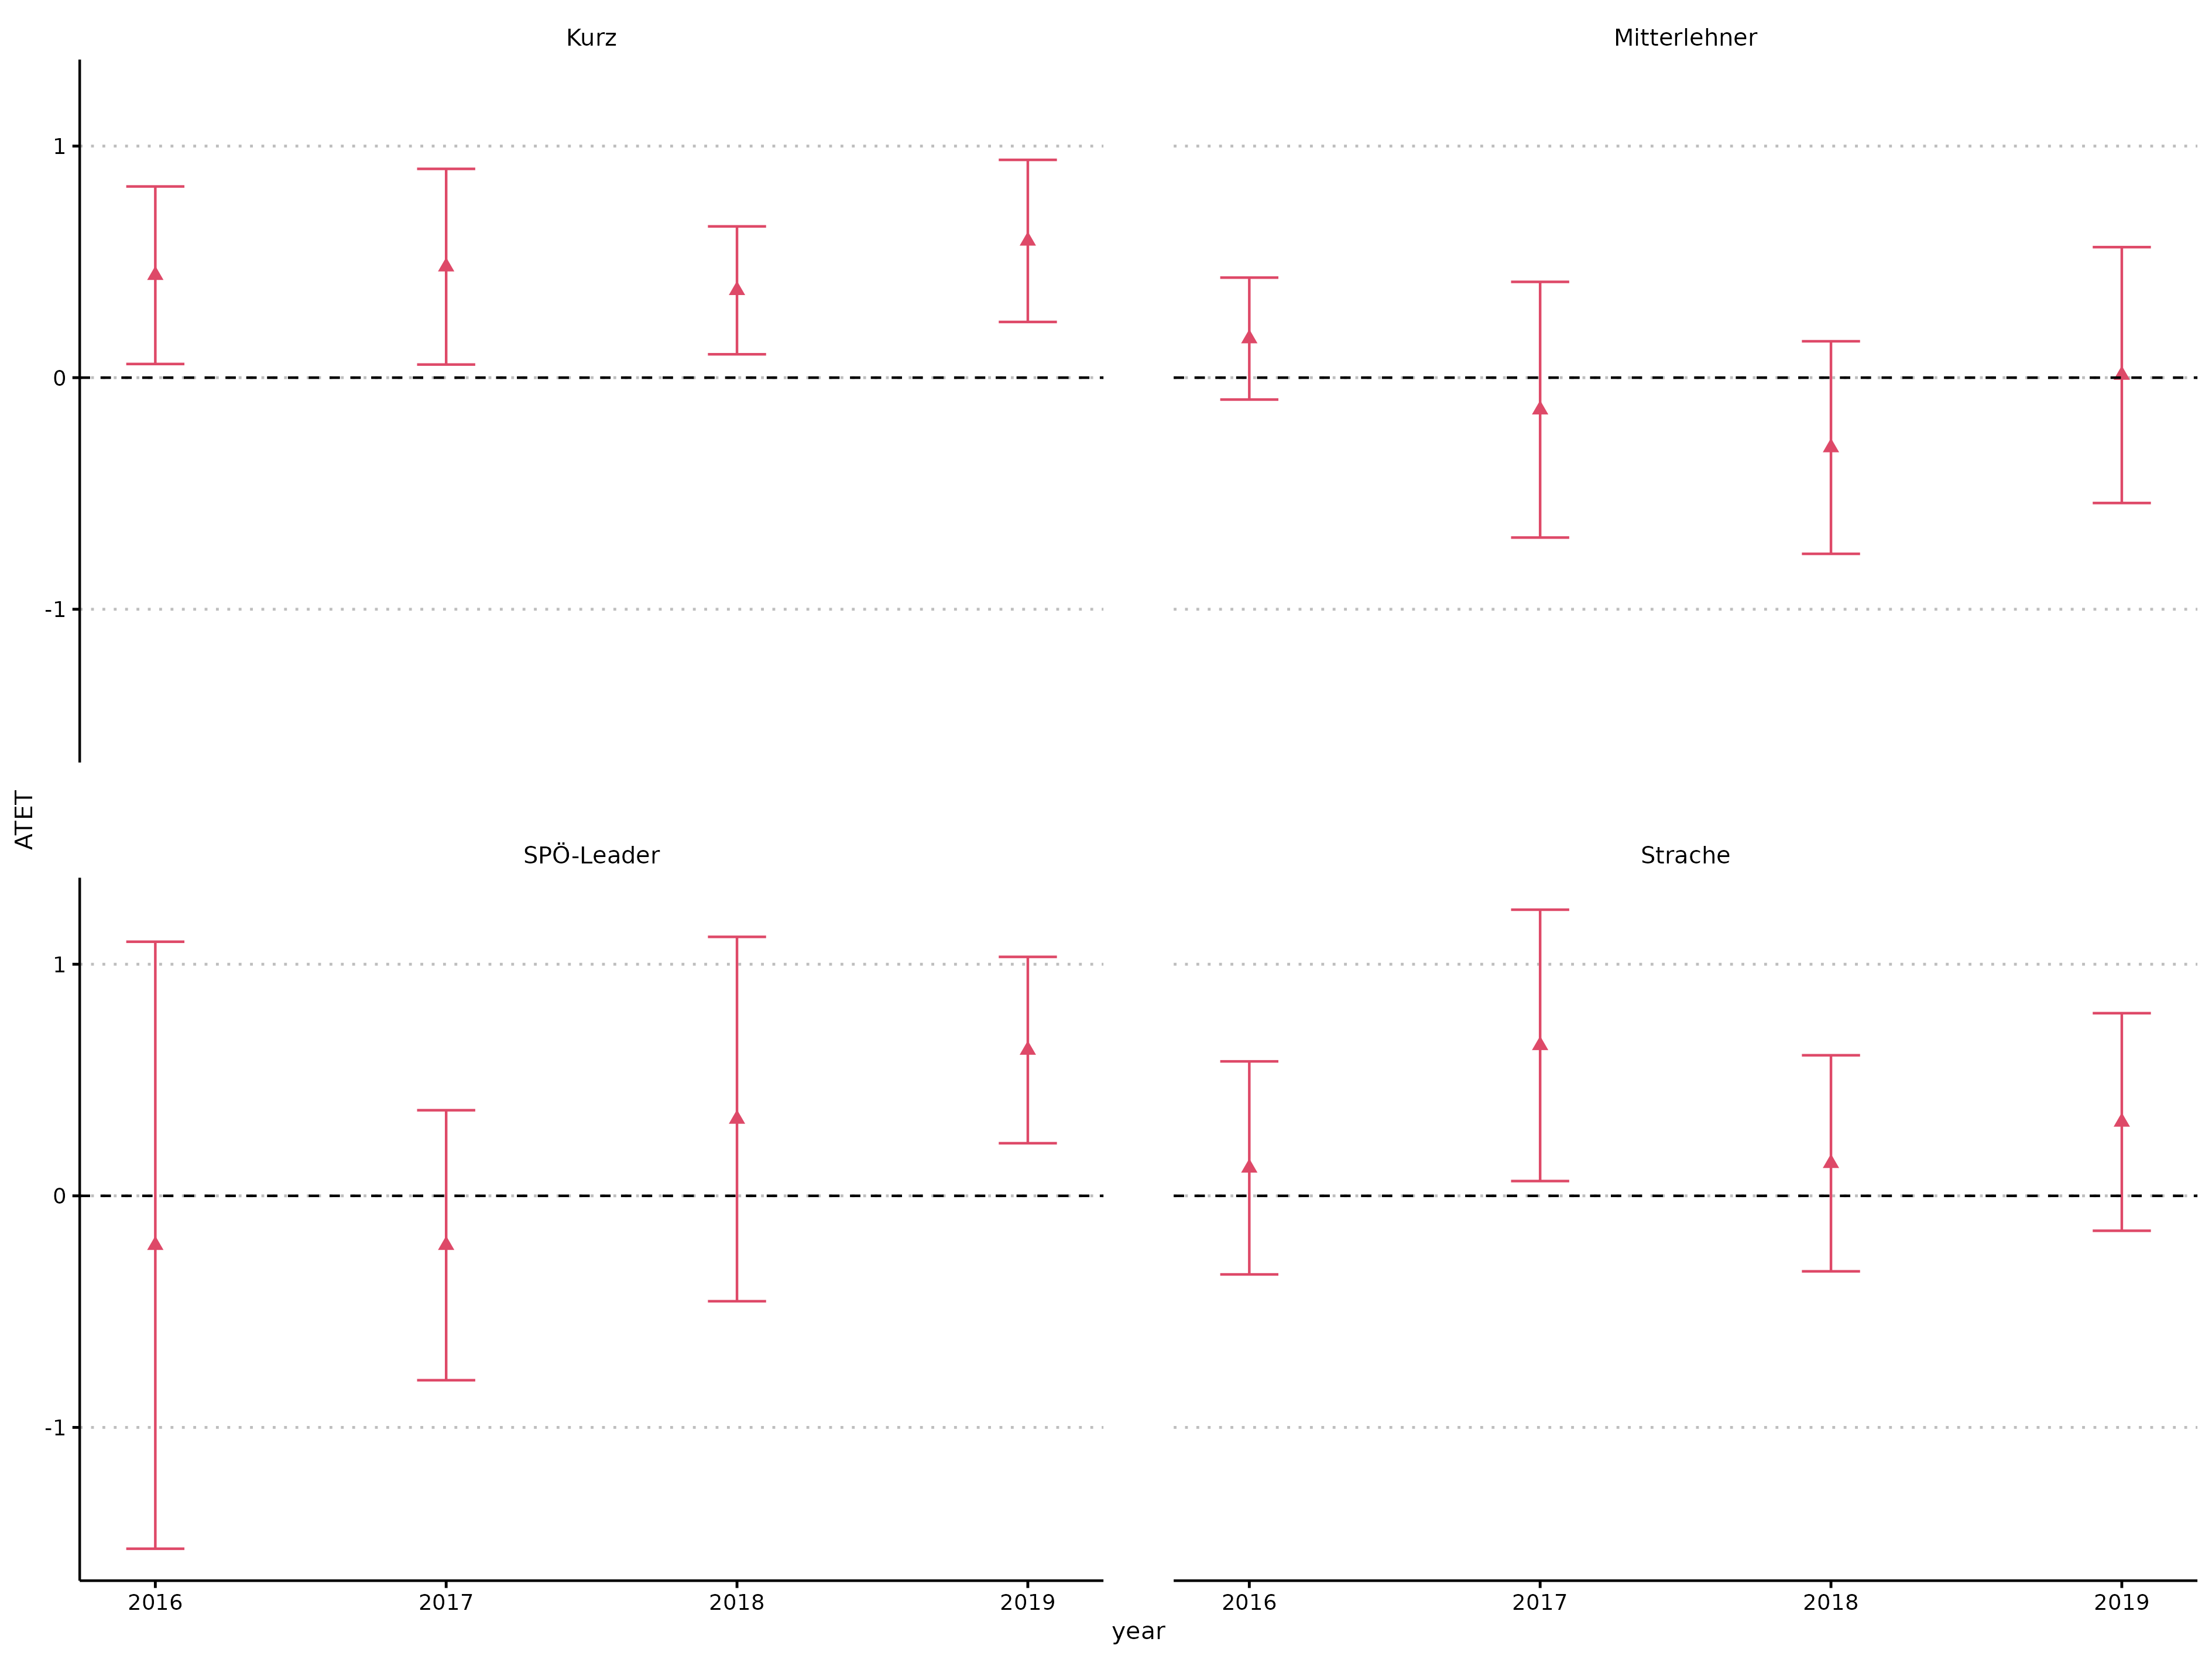 Kurz
Mitterlehner
1
0
-1
ATET
SPÖ-Leader
Strache
1
0
-1
2016 2017 2018 2019 2016 2017 2018 2019
year